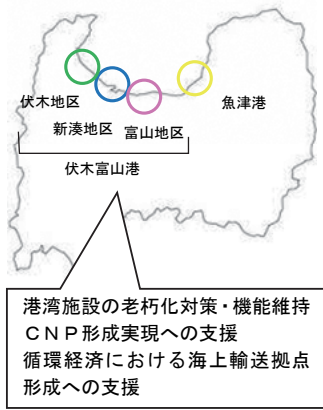 伏木地区
新湊地区
富山地区
魚津港
伏木富山港
港湾施設の老朽化対策・機能維持
ＣＮＰ形成実現への支援
循環経済における海上輸送拠点
形成への支援